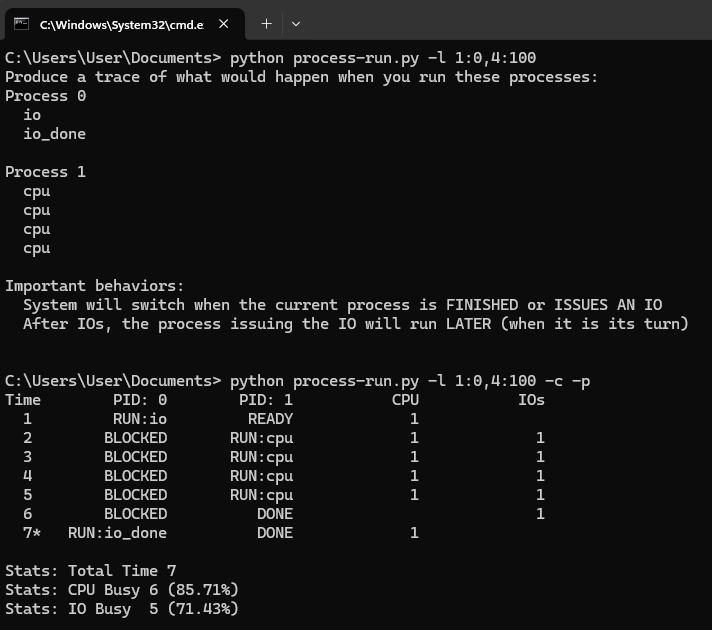 C:\Windows\System32\cmd.e
C:\Users\User\Documents> python process-run.py -l 1:0,4:100
Produce a trace of what would happen when you run these processes:
Process 0
  io
  io_done

Process 1
  cpu
  cpu
  cpu
  cpu

Important behaviors:
  System will switch when the current process is FINISHED or ISSUES AN IO
  After IOs, the process issuing the IO will run LATER (when it is its turn)


C:\Users\User\Documents> python process-run.py -l 1:0,4:100 -c -p
Time        PID: 0        PID: 1           CPU           IOs
  1         RUN:io         READY             1
  2        BLOCKED       RUN:cpu             1             1
  3        BLOCKED       RUN:cpu             1             1
  4        BLOCKED       RUN:cpu             1             1
  5        BLOCKED       RUN:cpu             1             1
  6        BLOCKED          DONE                           1
  7*   RUN:io_done          DONE             1

Stats: Total Time 7
Stats: CPU Busy 6 (85.71%)
Stats: IO Busy  5 (71.43%)